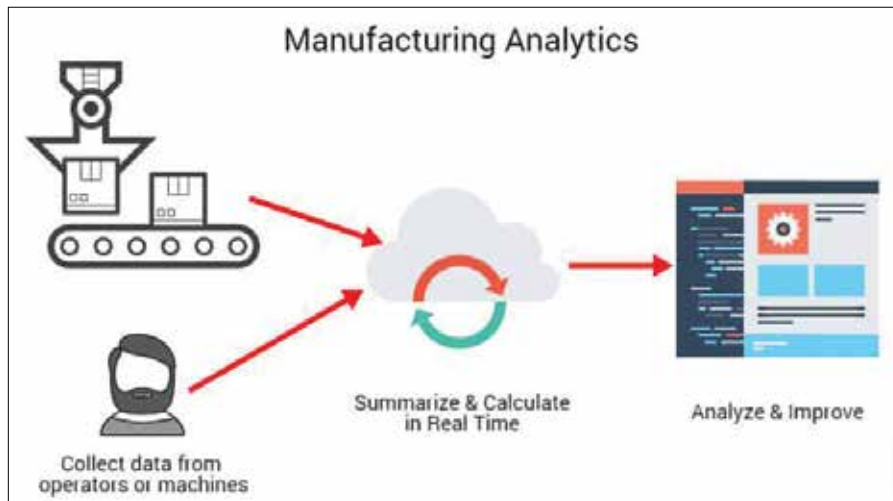 Manufacturing Analytics
Summarize & Calculate
in Real Time
Analyze & Improve
Collect data from
operators or machines